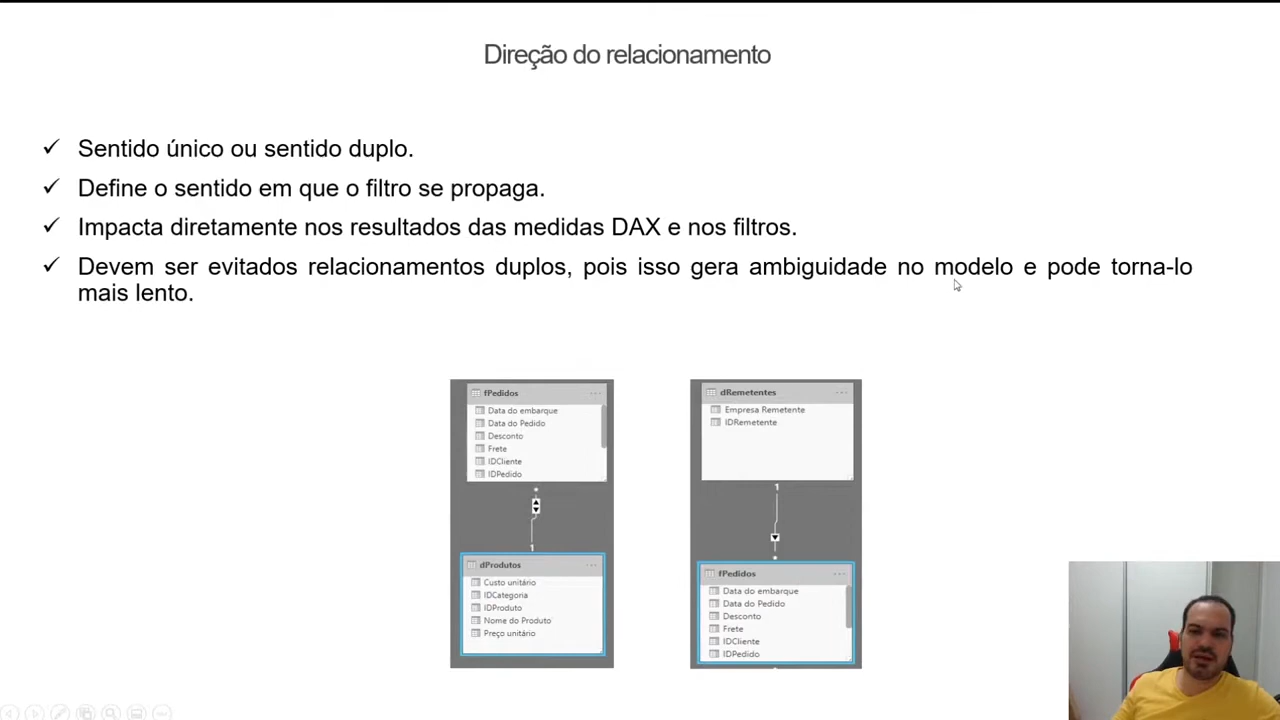 Direção do relacionamento
Sentido único ou sentido duplo.
Define o sentido em que o filtro se propaga.
Impacta diretamente nos resultados das medidas DAX e nos filtros.
Devem ser evitados relacionamentos duplos, pois isso gera ambiguidade no modelo e pode torna-lo
mais lento.
fPedidos
Data do embarque
Data do Pedido
Desconto
Frete
IDCliente
IDPedido
*
1
dProdutos
Custo unitário
IDCategoria
IDProduto
Nome do Produto
Preço unitário
dRemetentes
Empresa Remetente
IDRemetente
1
*
fPedidos
Data do embarque
Data do Pedido
Desconto
Frete
IDCliente
IDPedido